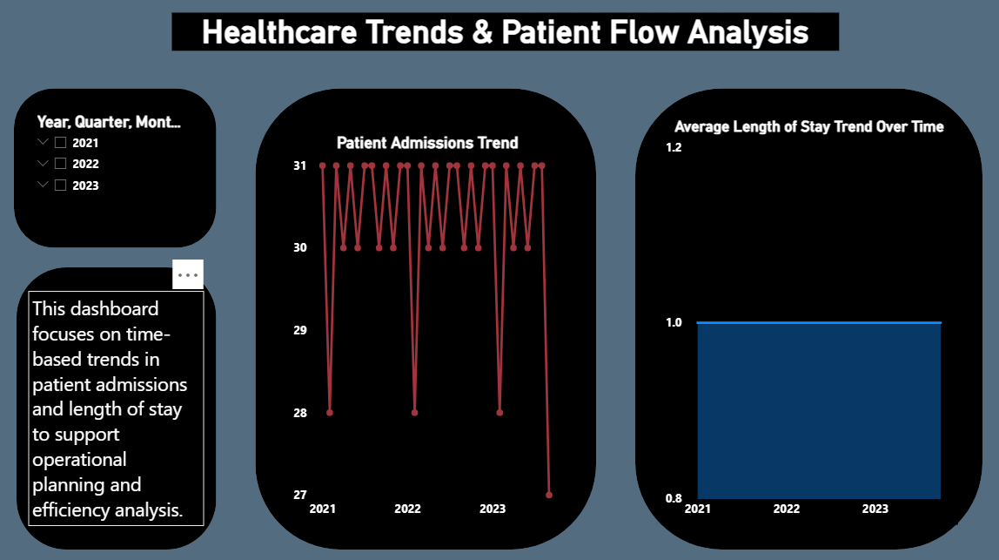 Healthcare Trends & Patient Flow Analysis
Year, Quarter, Mont...
2021
2022
2023
This dashboard
focuses on time-
based trends in
patient admissions
and length of stay
to support
operational
planning and
efficiency analysis.
Patient Admissions Trend
31
30
29
28
27
2021 2022 2023
Average Length of Stay Trend Over Time
1.2
1.0
0.8
2021 2022 2023